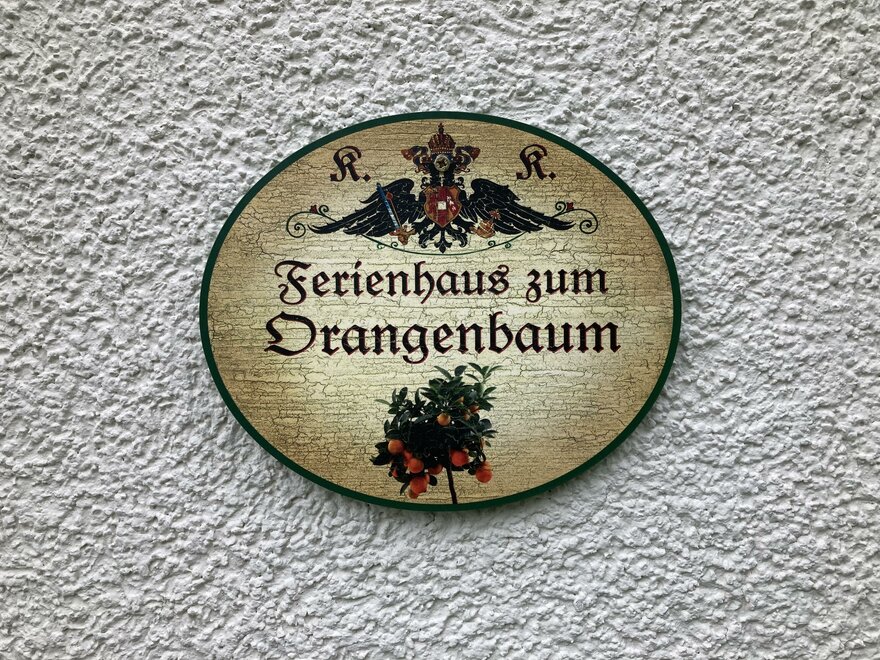 K. K.
Ferienhaus zum
Orangenbaum